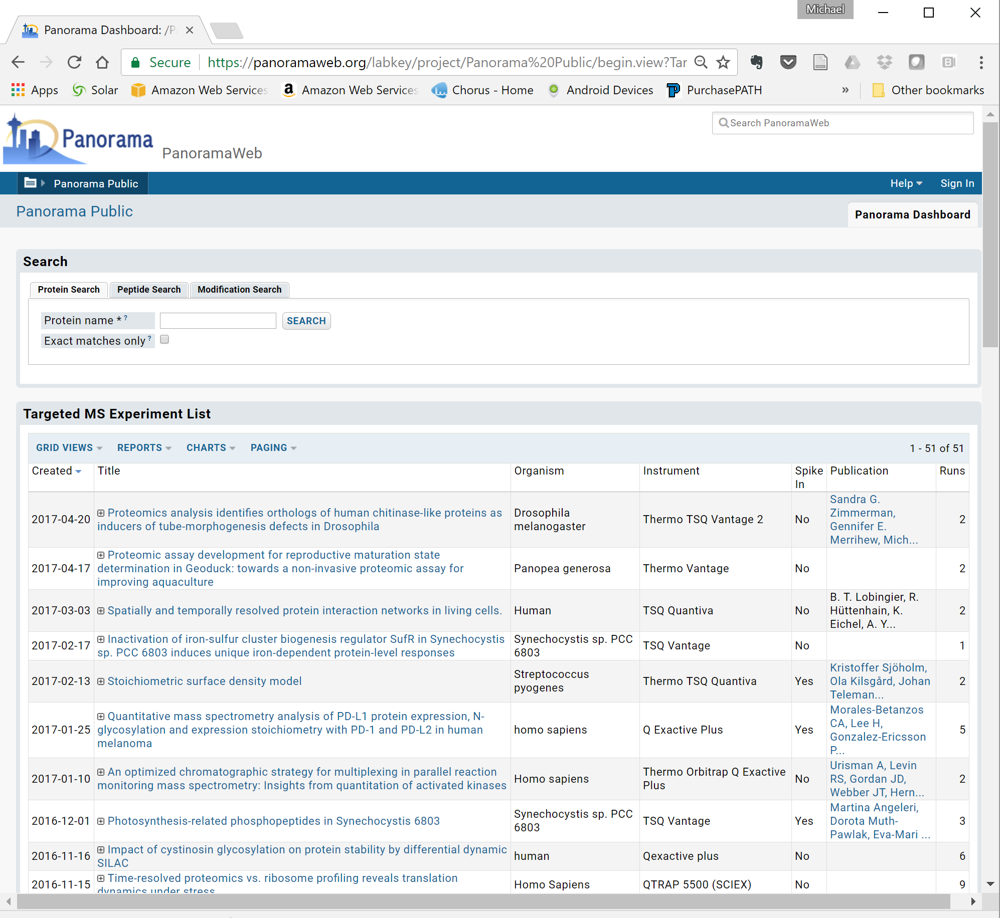 Michael
Panorama Dashboard: /P
Secure https://panoramaweb.org/labkey/project/Panorama%20Public/begin.view?Tar
Apps Solar Amazon Web Services Amazon Web Services Chorus - Home Android Devices PurchasePATH » Other bookmarks
Search PanoramaWeb
Panorama PanoramaWeb
Panorama Public Help Sign In
Panorama Public Panorama Dashboard
Search
Protein Search Peptide Search Modification Search
Protein name * ? SEARCH
Exact matches only ?
Targeted MS Experiment List
GRID VIEWS REPORTS CHARTS PAGING 1 - 51 of 51
Created Title Organism Instrument Spike Publication Runs
In
2017-04-20
Proteomics analysis identifies orthologs of human chitinase-like proteins as
inducers of tube-morphogenesis defects in Drosophila
Drosophila
melanogaster
Thermo TSQ Vantage 2
No
Sandra G.
Zimmerman,
Gennifer E.
Merrihew, Mich...
2
2017-04-17
Proteomic assay development for reproductive maturation state
determination in Geoduck: towards a non-invasive proteomic assay for
improving aquaculture
Panopea generosa
Thermo Vantage
No
2
2017-03-03
Spatially and temporally resolved protein interaction networks in living cells.
Human
TSQ Quantiva
No
B. T. Lobingier, R.
Hüttenhain, K.
Eichel, A. Y...
2
2017-02-17
Inactivation of iron-sulfur cluster biogenesis regulator SufR in Synechocystis
sp. PCC 6803 induces unique iron-dependent protein-level responses
Synechocystis sp. PCC
6803
TSQ Vantage
No
1
2017-02-13
Stoichiometric surface density model
Streptococcus
pyogenes
Thermo TSQ Quantiva
Yes
Kristoffer Sjöholm,
Ola Kilsgård, Johan
Teleman...
2
2017-01-25
Quantitative mass spectrometry analysis of PD-L1 protein expression, N-
glycosylation and expression stoichiometry with PD-1 and PD-L2 in human
melanoma
homo sapiens
Q Exactive Plus
Yes
Morales-Betanzos
CA, Lee H,
Gonzalez-Ericsson
P...
5
2017-01-10
An optimized chromatographic strategy for multiplexing in parallel reaction
monitoring mass spectrometry: Insights from quantitation of activated kinases
Homo sapiens
Thermo Orbitrap Q Exactive
Plus
No
Urisman A, Levin
RS, Gordan JD,
Webber JT, Hern...
2
2016-12-01
Photosynthesis-related phosphopeptides in Synechocystis 6803
Synechocystis sp. PCC
6803
TSQ Vantage
Yes
Martina Angeleri,
Dorota Muth-
Pawlak, Eva-Mari ...
3
2016-11-16
Impact of cystinosin glycosylation on protein stability by differential dynamic
SILAC
human
Qexactive plus
No
6
2016-11-15
Time-resolved proteomics vs. ribosome profiling reveals translation
dynamics under stress
Homo Sapiens
QTRAP 5500 (SCIEX)
No
9